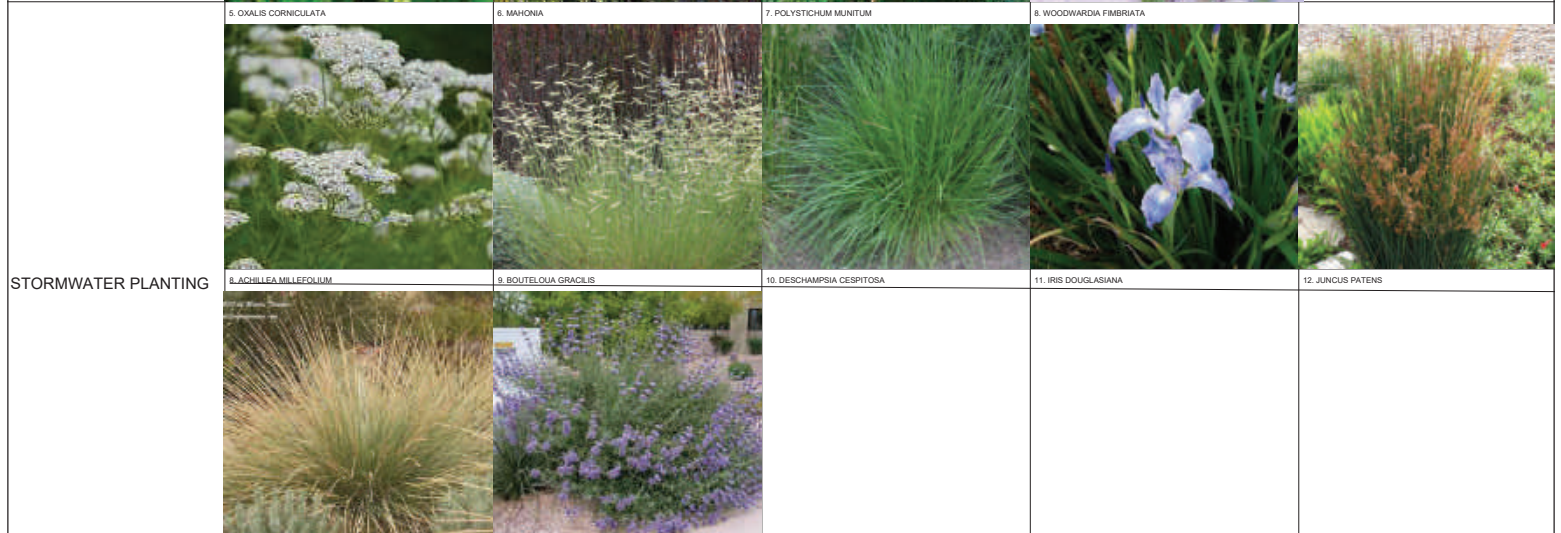 5. OXALIS CORNICULATA
6. MAHONIA
7. POLYSTICHUM MUNITUM
8. WOODWARDIA FIMBRIATA
STORMWATER PLANTING
8. ACHILLEA MILLEFOLIUM
9. BOUTELOUA GRACILIS
10. DESCHAMPSIA CESPITOSA
11. IRIS DOUGLASIANA
12. JUNCUS PATENS